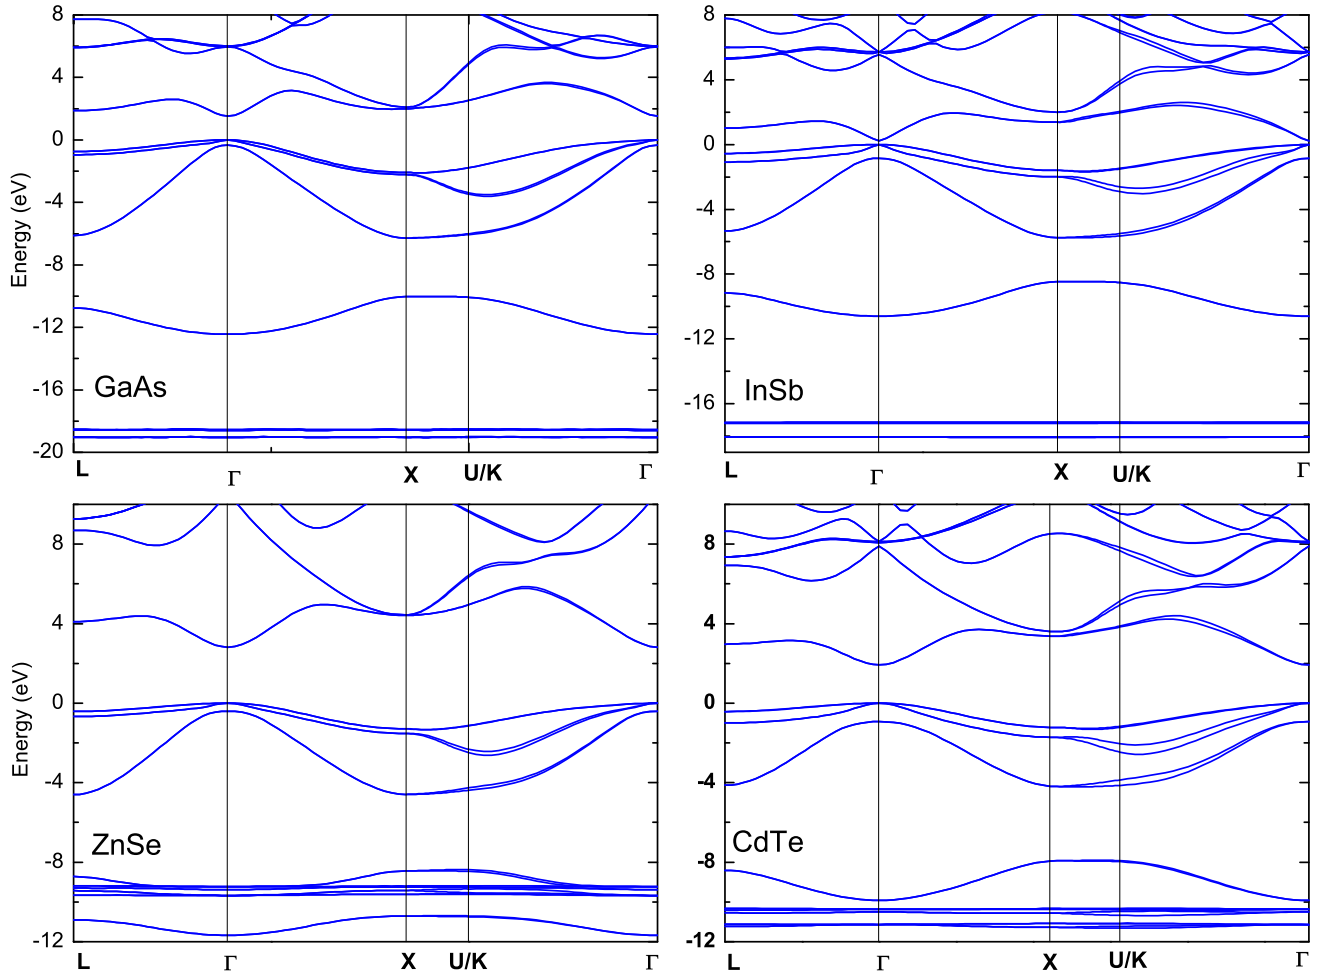 8
4
0
-4
-8
-12
-16
-20
Energy (eV)
GaAs
L Γ X U/K Γ
8
4
0
-4
-8
-12
-16
InSb
L Γ X U/K Γ
8
4
0
-4
-8
-12
Energy (eV)
ZnSe
L Γ X U/K Γ
8
4
0
-4
-8
-12
CdTe
L Γ X U/K Γ